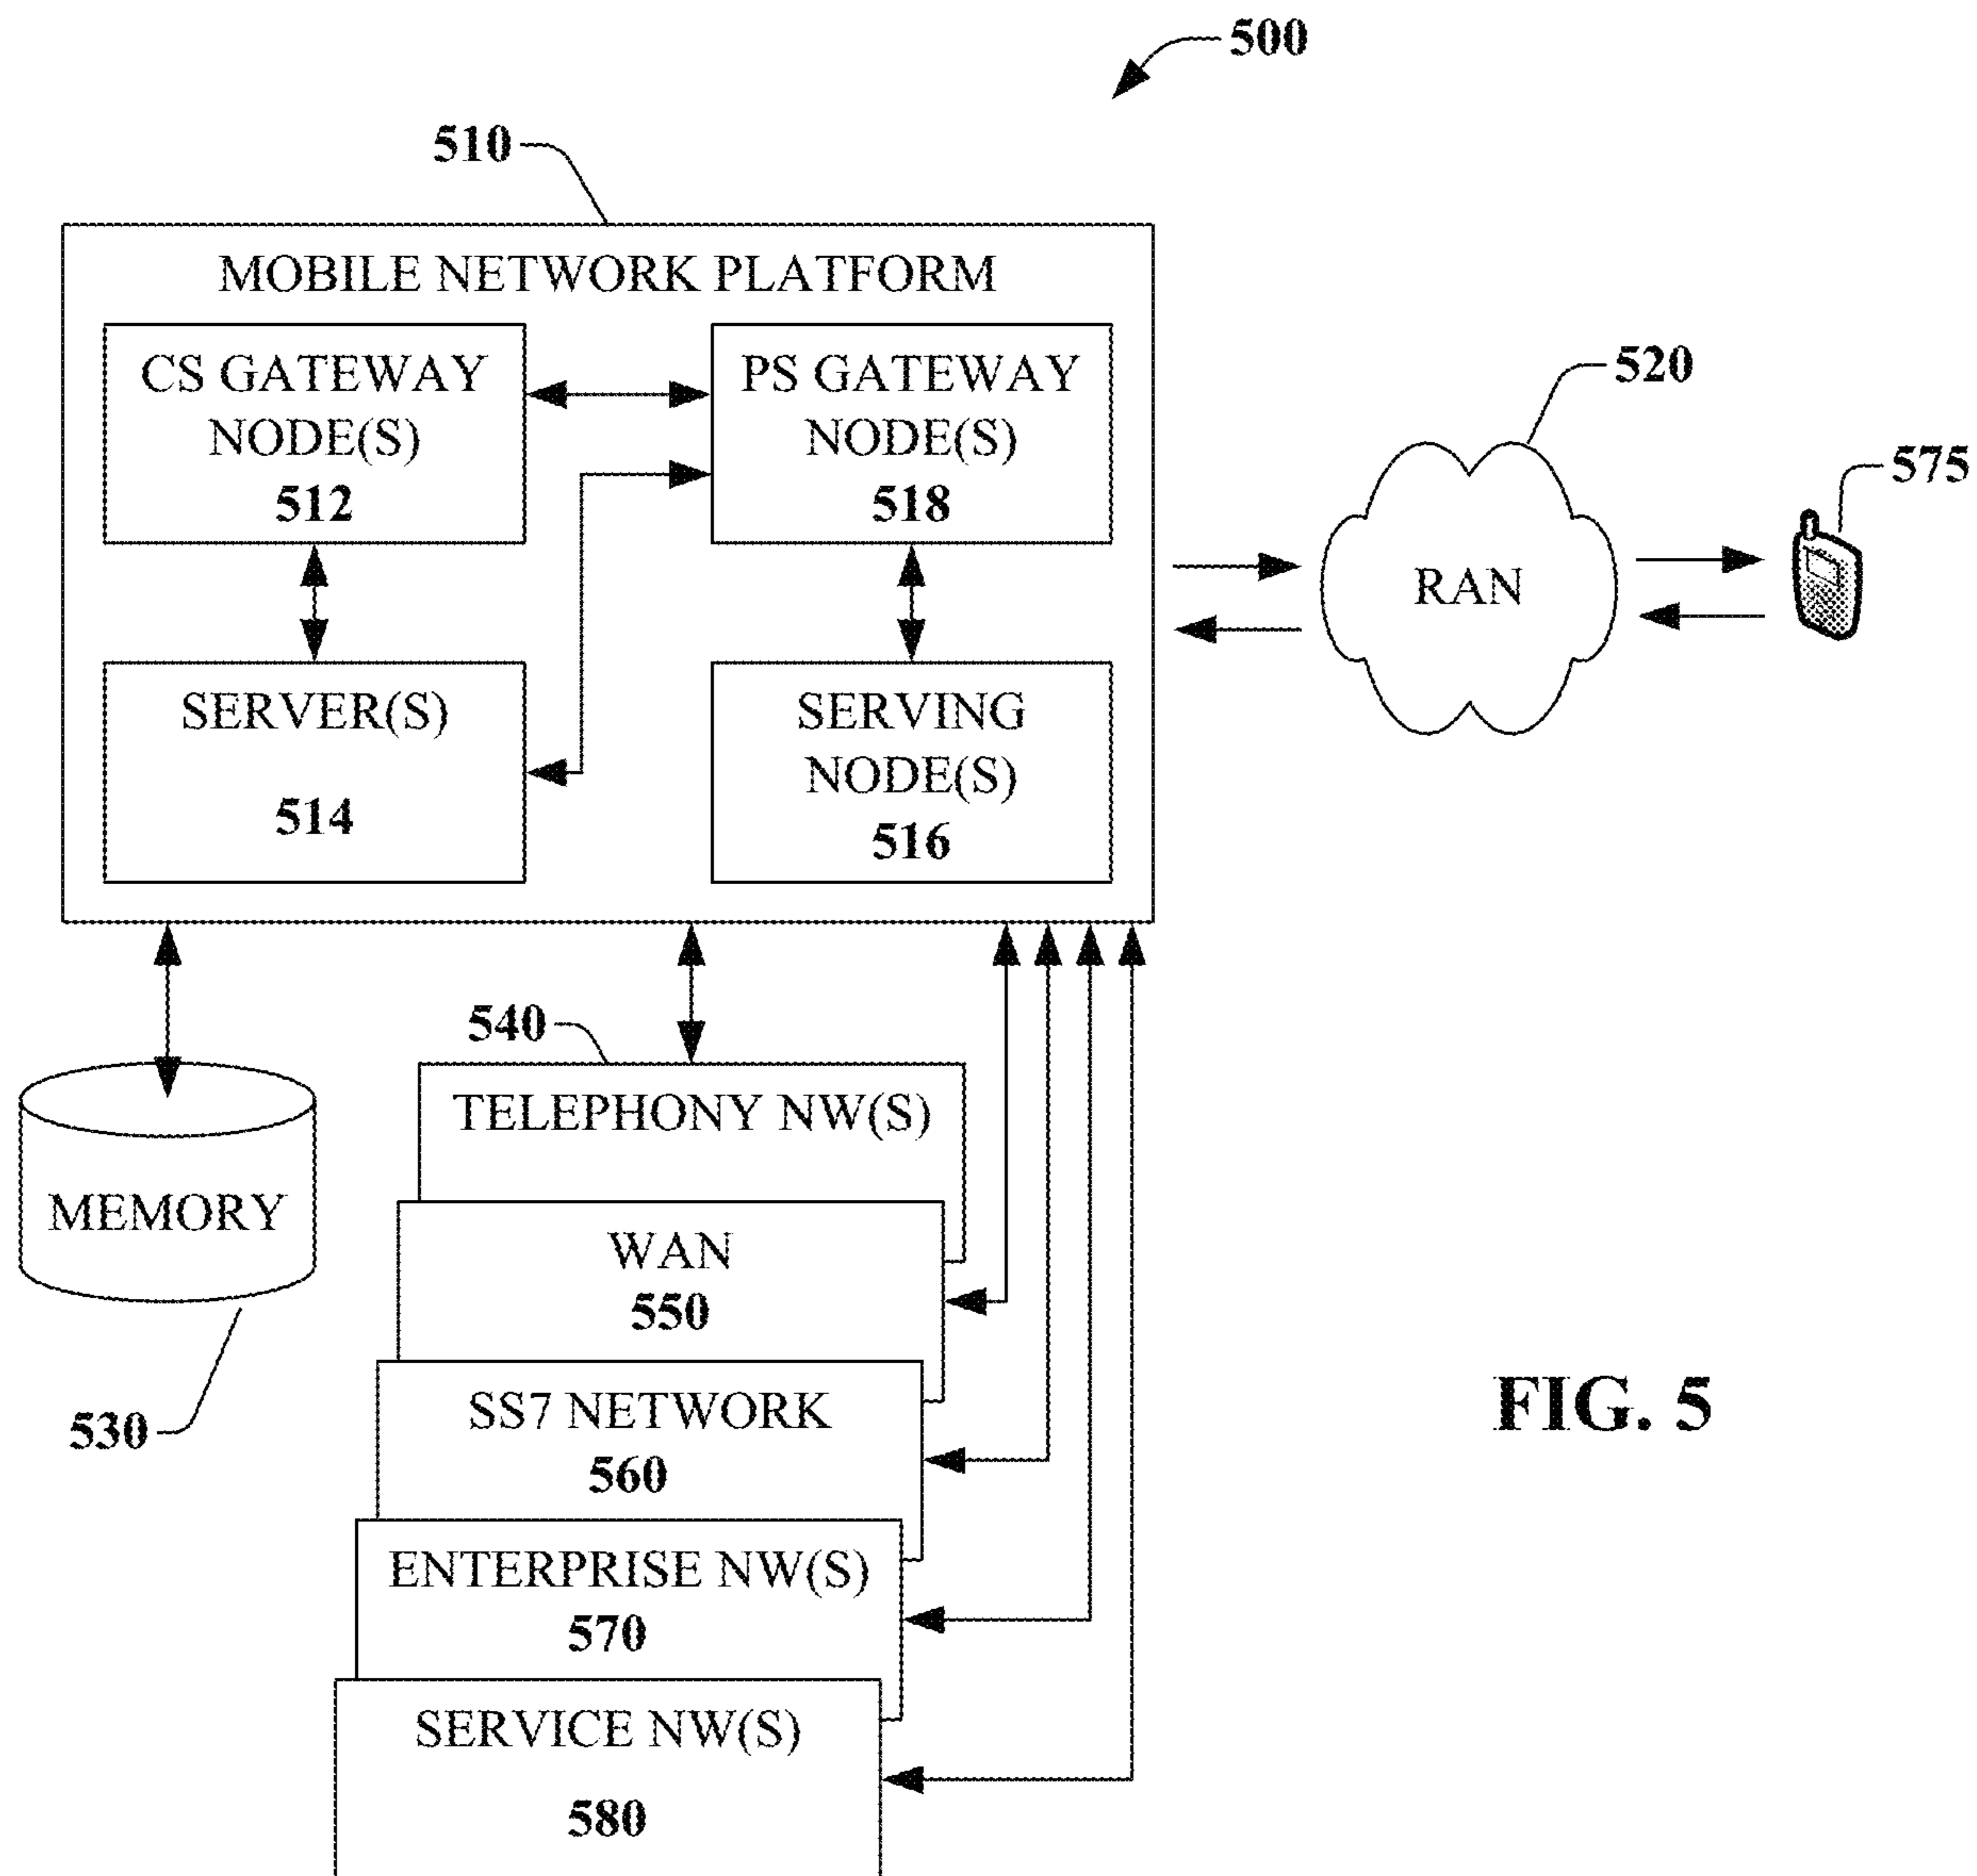 500
510
MOBILE NETWORK PLATFORM
CS GATEWAY
NODE(S)
512
PS GATEWAY
NODE(S)
518
520
575
RAN
SERVER(S)
514
SERVING
NODE(S)
516
540
TELEPHONY NW(S)
MEMORY
530
WAN
550
SS7 NETWORK
560
ENTERPRISE NW(S)
570
SERVICE NW(S)
580
FIG. 5